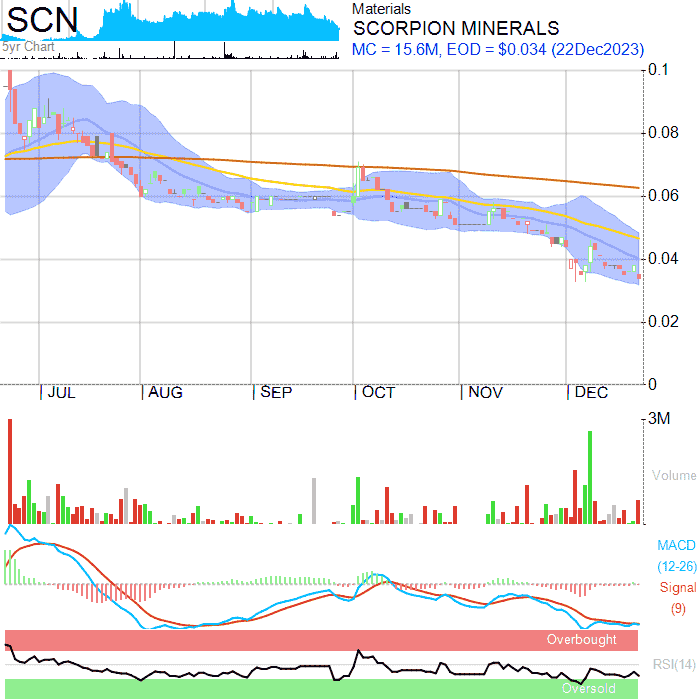 SCN
Materials
SCORPION MINERALS
MC = 15.6M, EOD = $0.034 (22Dec2023)
5yr Chart
0.1
0.08
0.06
0.04
0.02
0
JUL AUG SEP OCT NOV DEC
3M
Volume
MACD
(12-26)
Signal
(9)
Overbought
RSI(14)
Oversold